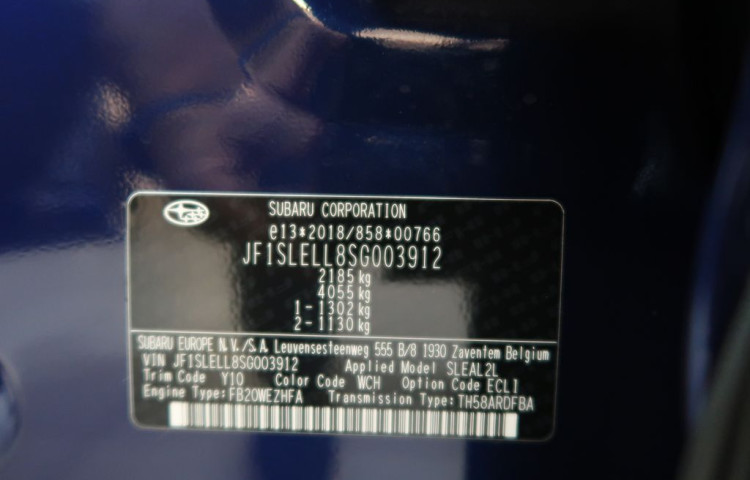 SUBARU CORPORATION
e13*2018/858*00766
JF1SLELL8SG003912
2185 kg
4055 kg
1 - 1302 kg
2 - 1130 kg
SUBARU EUROPE N.V./S.A. Leuvensesteenweg 555 B/8 1930 Zaventem Belgium
VIN JF1SLELL8SG003912 Applied Model SLEAL2L
Trim Code Y10 Color Code WCH Option Code ECLI
Engine Type:FB20WEZHFA Transmission Type:TH58ARDFBA